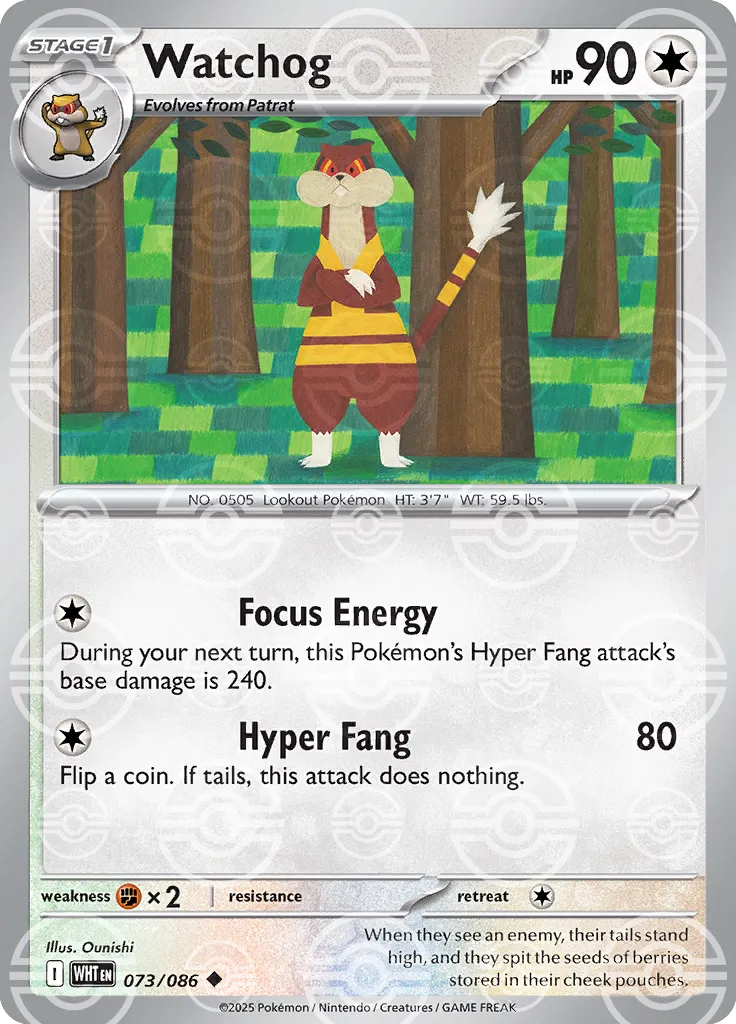 STAGE1
Watchog
HP 90
Evolves from Patrat
NO. 0505 Lookout Pokémon HT: 3'7" WT: 59.5 lbs.
Focus Energy
During your next turn, this Pokémon's Hyper Fang attack's
base damage is 240.
Hyper Fang 80
Flip a coin. If tails, this attack does nothing.
weakness ×2 resistance retreat
Illus. Ounishi
I WHT EN 073/086
When they see an enemy, their tails stand
high, and they spit the seeds of berries
stored in their cheek pouches.
©2025 Pokémon / Nintendo / Creatures / GAME FREAK